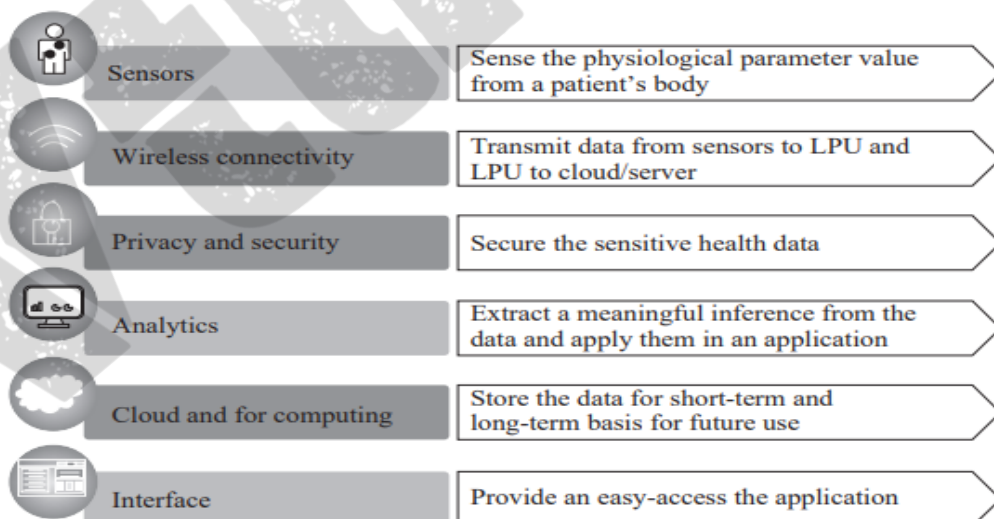 Sensors
Sense the physiological parameter value
from a patient's body
Wireless connectivity
Transmit data from sensors to LPU and
LPU to cloud/server
Privacy and security
Secure the sensitive health data
Analytics
Extract a meaningful inference from the
data and apply them in an application
Cloud and for computing
Store the data for short-term and
long-term basis for future use
Interface
Provide an easy-access the application